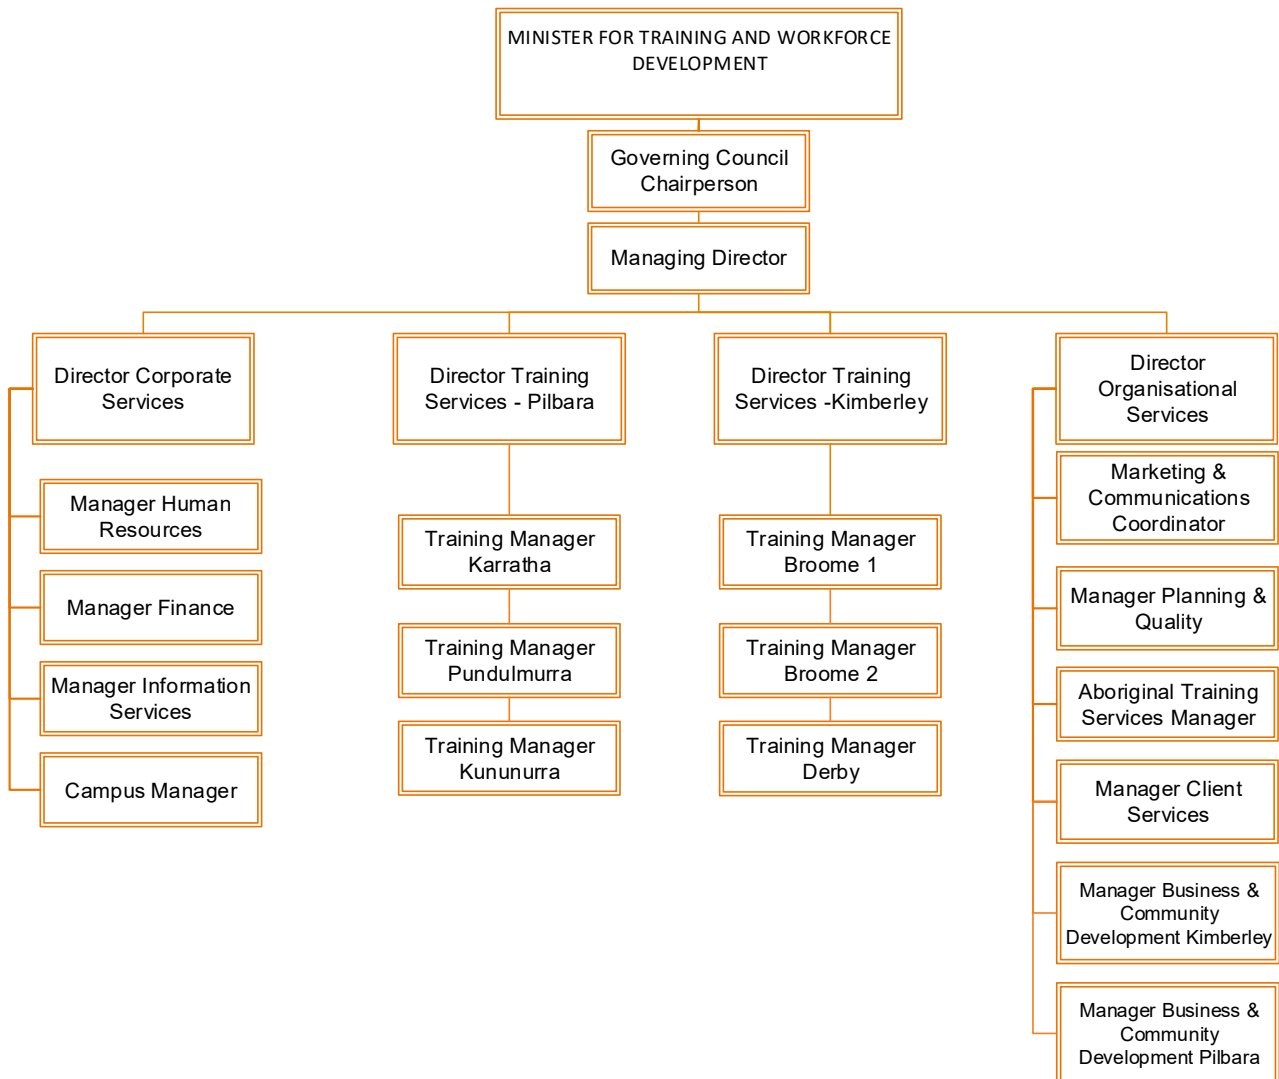 MINISTER FOR TRAINING AND WORKFORCE
DEVELOPMENT
Governing Council
Chairperson
Managing Director
Director Corporate
Services
Manager Human
Resources
Manager Finance
Manager Information
Services
Campus Manager
Director Training
Services - Pilbara
Training Manager
Karratha
Training Manager
Pundulmurra
Training Manager
Kununurra
Director Training
Services -Kimberley
Training Manager
Broome 1
Training Manager
Broome 2
Training Manager
Derby
Director
Organisational
Services
Marketing &
Communications
Coordinator
Manager Planning &
Quality
Aboriginal Training
Services Manager
Manager Client
Services
Manager Business &
Community
Development Kimberley
Manager Business &
Community
Development Pilbara